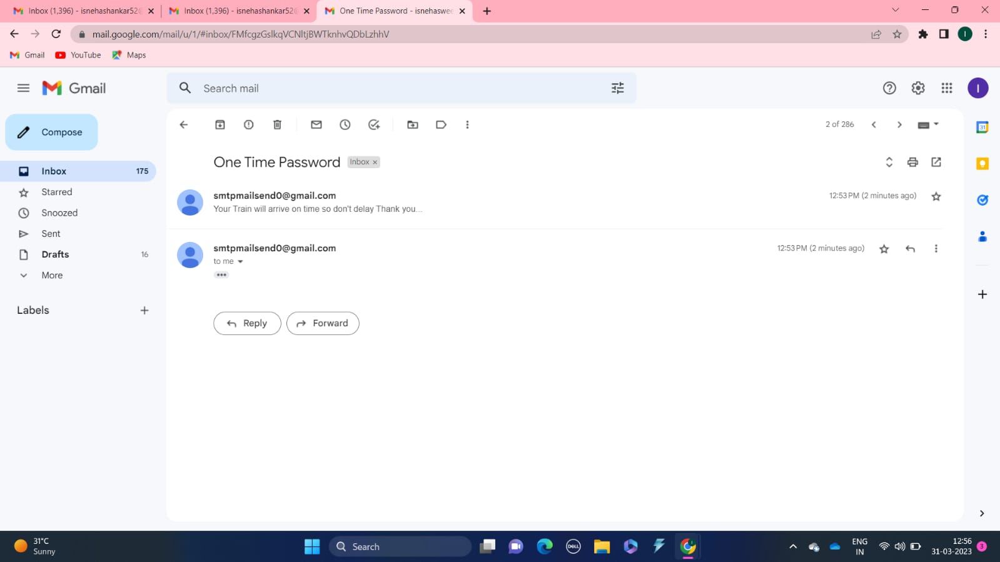 Inbox (1,396) - isnehashankar52@
Inbox (1,396) - isnehashankar52@
One Time Password - isnehaswee
mail.google.com/mail/u/1/#inbox/FMfcgzGslkqVCNltjBWTknhvQDbLzhhV
I
Gmail
YouTube
Maps
Gmail
Search mail
I
Compose
2 of 286
31
One Time Password
Inbox ×
Inbox
175
Starred
Snoozed
Sent
Drafts
16
More
Labels
smtpmailsend0@gmail.com
12:53 PM (2 minutes ago)
Your Train will arrive on time so don't delay Thank you...
smtpmailsend0@gmail.com
12:53 PM (2 minutes ago)
to me
Reply
Forward
31°C
Sunny
Search
DELL
ENG
IN
12:56
31-03-2023
3